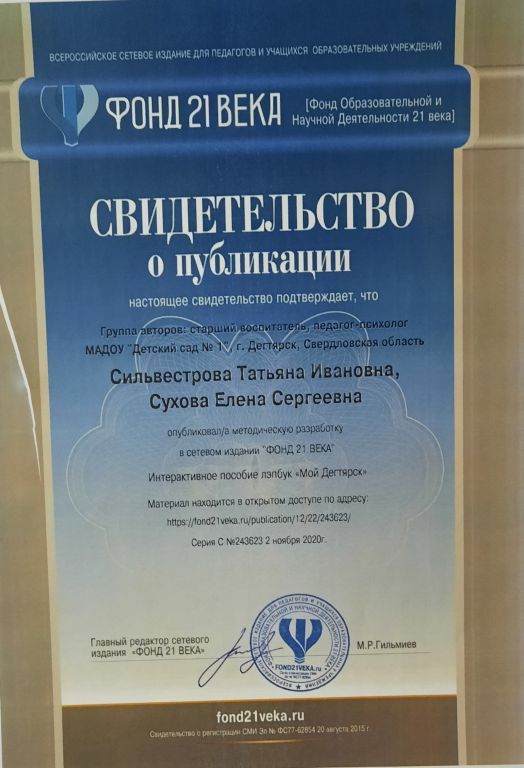 ВСЕРОССИЙСКОЕ СЕТЕВОЕ ИЗДАНИЕ ДЛЯ ПЕДАГОГОВ И УЧАЩИХСЯ ОБРАЗОВАТЕЛЬНЫХ УЧРЕЖДЕНИЙ
ФОНД 21 ВЕКА
[Фонд Образовательной и
Научной Деятельности 21 века]
СВИДЕТЕЛЬСТВО
о публикации
настоящее свидетельство подтверждает, что
Группа авторов: старший воспитатель, педагог-психолог
МАДОУ "Детский сад № 1", г. Дегтярск, Свердловская область
Сильвестрова Татьяна Ивановна,
Сухова Елена Сергеевна
опубликовал/а методическую разработку
в сетевом издании "ФОНД 21 ВЕКА"
Интерактивное пособие лэпбук «Мой Дегтярск»
Материал находится в открытом доступе по адресу:
https://fond21veka.ru/publication/12/22/243623/
Серия С №243623 2 ноября 2020г.
Главный редактор сетевого
издания «ФОНД 21 ВЕКА»
М.Р.Гильмиев
FOND21VEKA.ru
fond21veka.ru
Свидетельство о регистрации СМИ Эл № ФС77-62654 20 августа 2015 г.